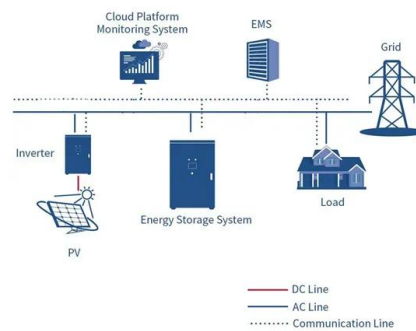 Cloud Platform
Monitoring System
EMS
Grid
Inverter
Energy Storage System
Load
PV
DC Line
AC Line
Communication Line